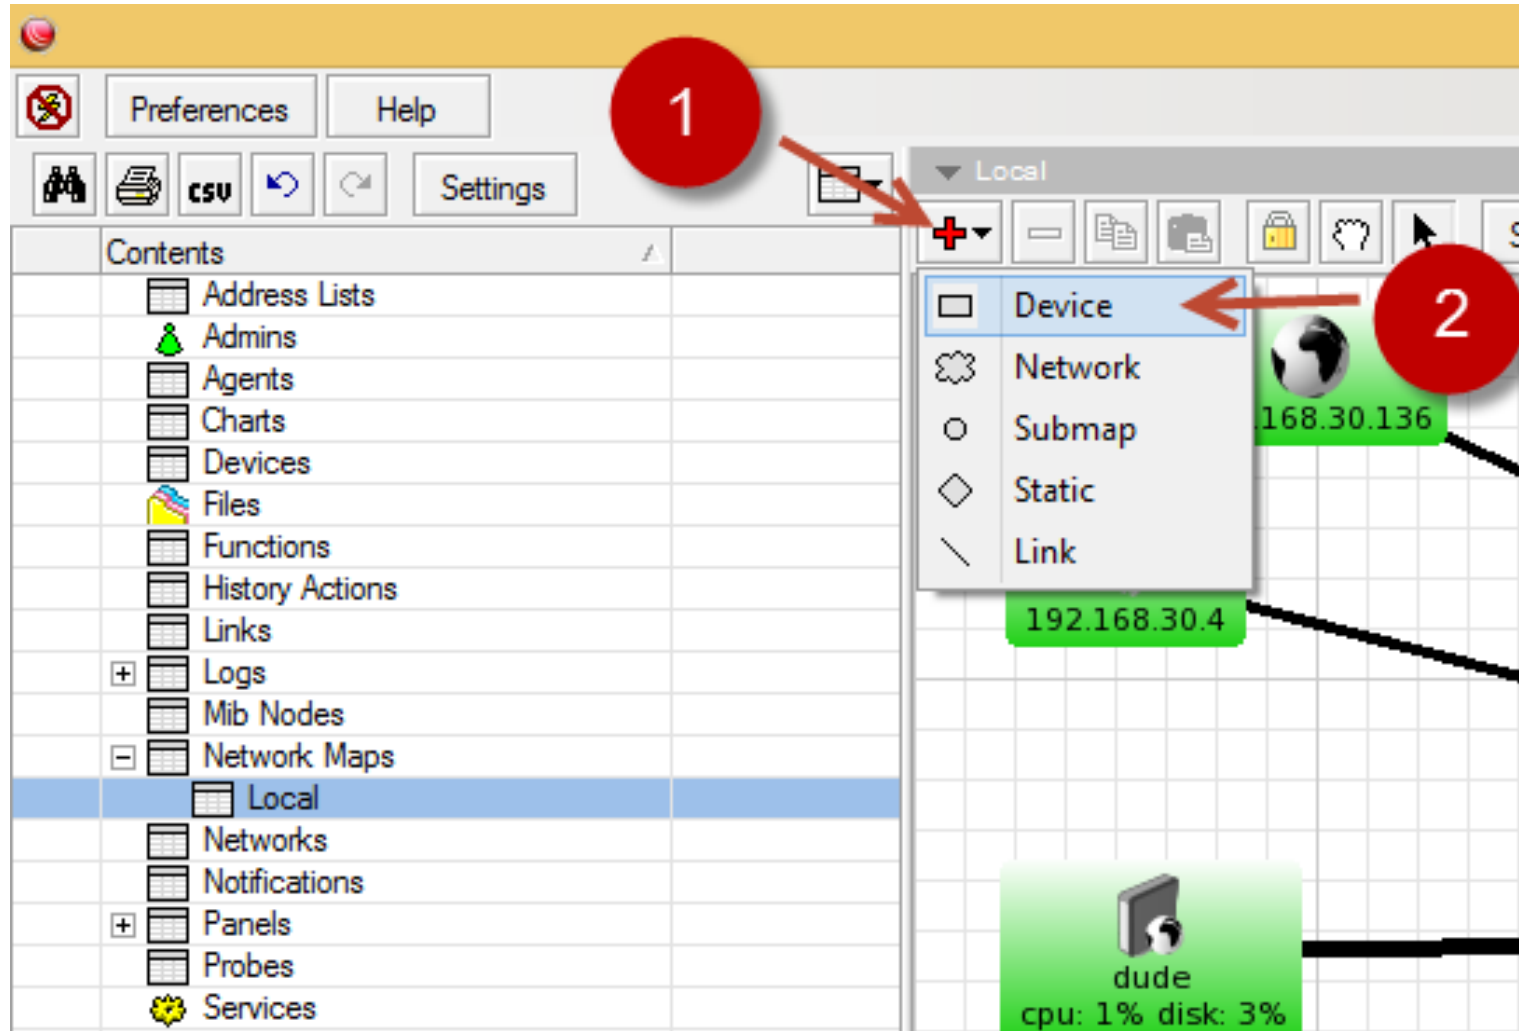 1
Preferences
Help
csv
Settings
Local
S
Contents
Address Lists
Admins
Agents
Charts
Devices
Files
Functions
History Actions
Links
Logs
Mib Nodes
Network Maps
Local
Networks
Notifications
Panels
Probes
Services
Device
2
Network
Submap
Static
Link
.168.30.136
192.168.30.4
dude
cpu: 1% disk: 3%